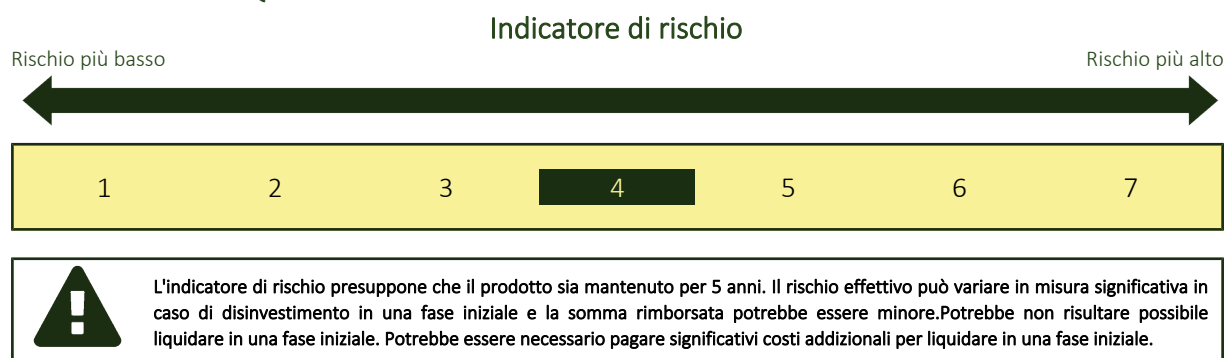 Indicatore di rischio
Rischio più basso
Rischio più alto
1 2 3 4 5 6 7
L'indicatore di rischio presuppone che il prodotto sia mantenuto per 5 anni. Il rischio effettivo può variare in misura significativa in
caso di disinvestimento in una fase iniziale e la somma rimborsata potrebbe essere minore.Potrebbe non risultare possibile
liquidare in una fase iniziale. Potrebbe essere necessario pagare significativi costi addizionali per liquidare in una fase iniziale.